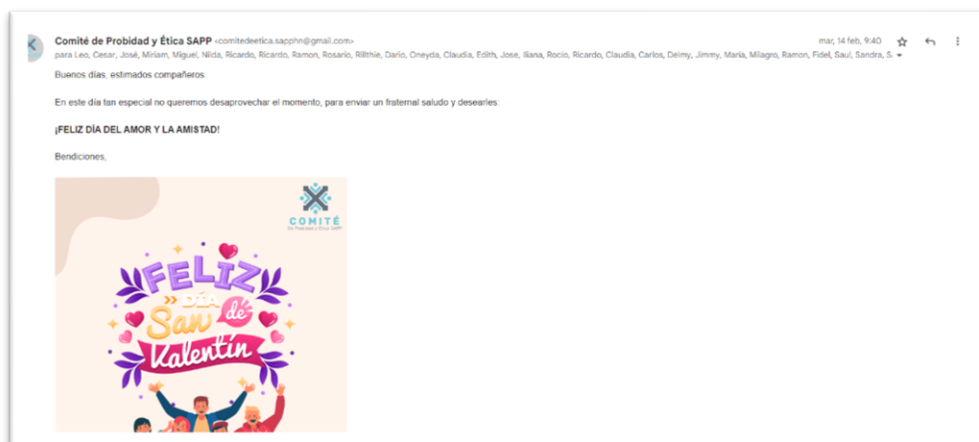 Comité de Probidad y Ética SAPP <comitedeetica.sapphn@gmail.com> mar, 14 feb, 9:40
para Leo, Cesar, José, Miriam, Miguel, Nilda, Ricardo, Ricardo, Ramon, Rosario, Rilthie, Dario, Oneyda, Claudia, Edith, Jose, Iliana, Rocio, Ricardo, Claudia, Carlos, Delmy, Jimmy, Maria, Milagro, Ramon, Fidel, Saul, Sandra, S.
Buenos días, estimados compañeros.
En este día tan especial no queremos desaprovechar el momento, para enviar un fraternal saludo y desearles:
¡FELIZ DÍA DEL AMOR Y LA AMISTAD!
Bendiciones,
COMITÉ
De Probidad y Ética SAPP
FELIZ
DÍA
San de
Valentín